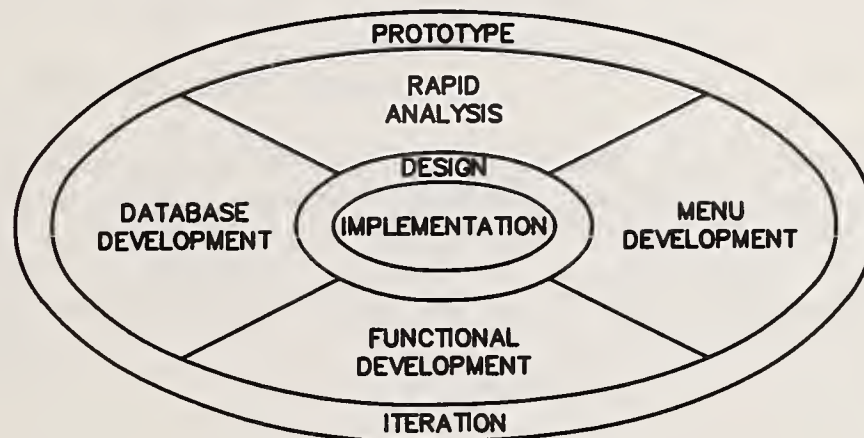 PROTOTYPE
RAPID
ANALYSIS
DESIGN
DATABASE
DEVELOPMENT
IMPLEMENTATION
MENU
DEVELOPMENT
FUNCTIONAL
DEVELOPMENT
ITERATION